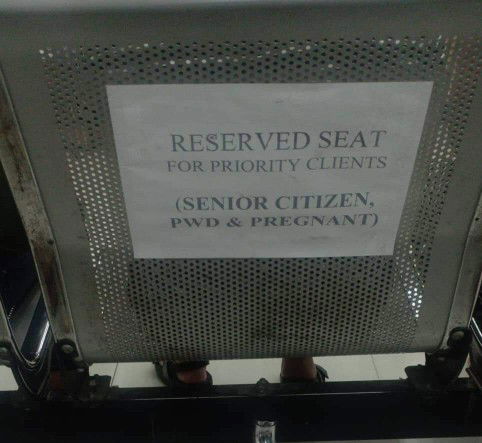 RESERVED SEAT
FOR PRIORITY CLIENTS
(SENIOR CITIZEN,
PWD & PREGNANT)